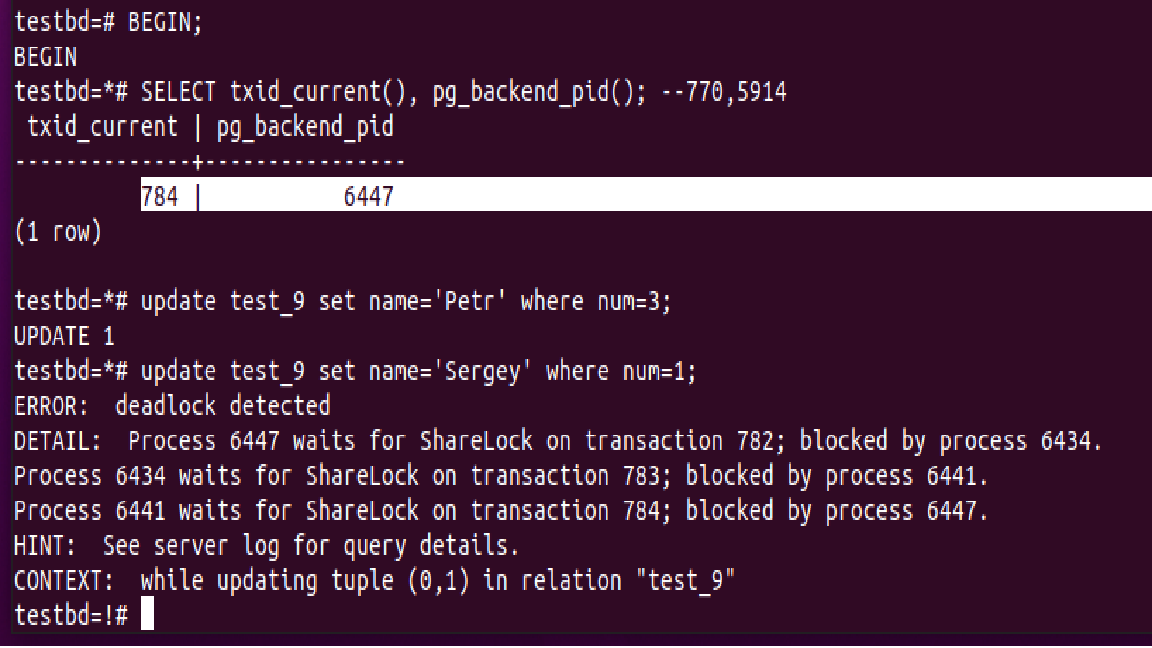 testbd=# BEGIN;
BEGIN
testbd=*# SELECT txid_current(), pg_backend_pid(); --770,5914
 txid_current | pg_backend_pid
--------------+----------------
          784 |           6447
(1 row)

testbd=*# update test_9 set name='Petr' where num=3;
UPDATE 1
testbd=*# update test_9 set name='Sergey' where num=1;
ERROR:  deadlock detected
DETAIL:  Process 6447 waits for ShareLock on transaction 782; blocked by process 6434.
Process 6434 waits for ShareLock on transaction 783; blocked by process 6441.
Process 6441 waits for ShareLock on transaction 784; blocked by process 6447.
HINT:  See server log for query details.
CONTEXT:  while updating tuple (0,1) in relation "test_9"
testbd=!#